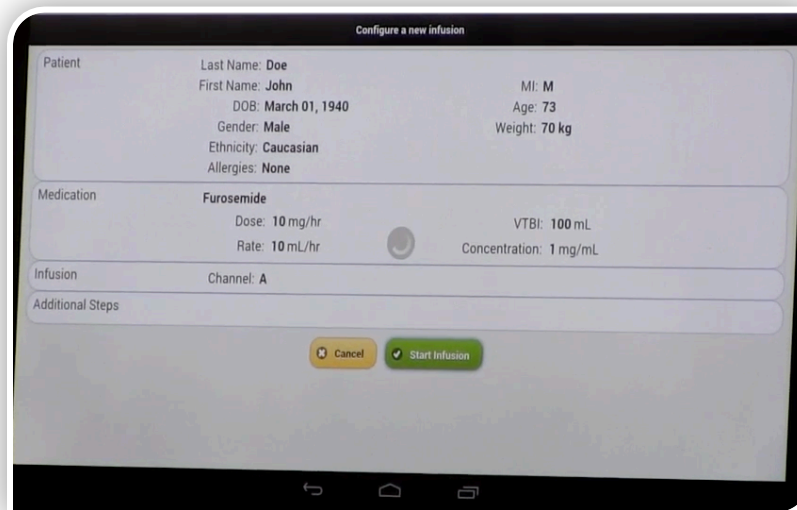 Configure a new infusion
Patient
Last Name: Doe
First Name: John MI: M
DOB: March 01, 1940 Age: 73
Gender: Male Weight: 70 kg
Ethnicity: Caucasian
Allergies: None
Medication Furosemide
Dose: 10 mg/hr VTBI: 100 mL
Rate: 10 mL/hr Concentration: 1 mg/mL
Infusion Channel: A
Additional Steps
Cancel Start Infusion